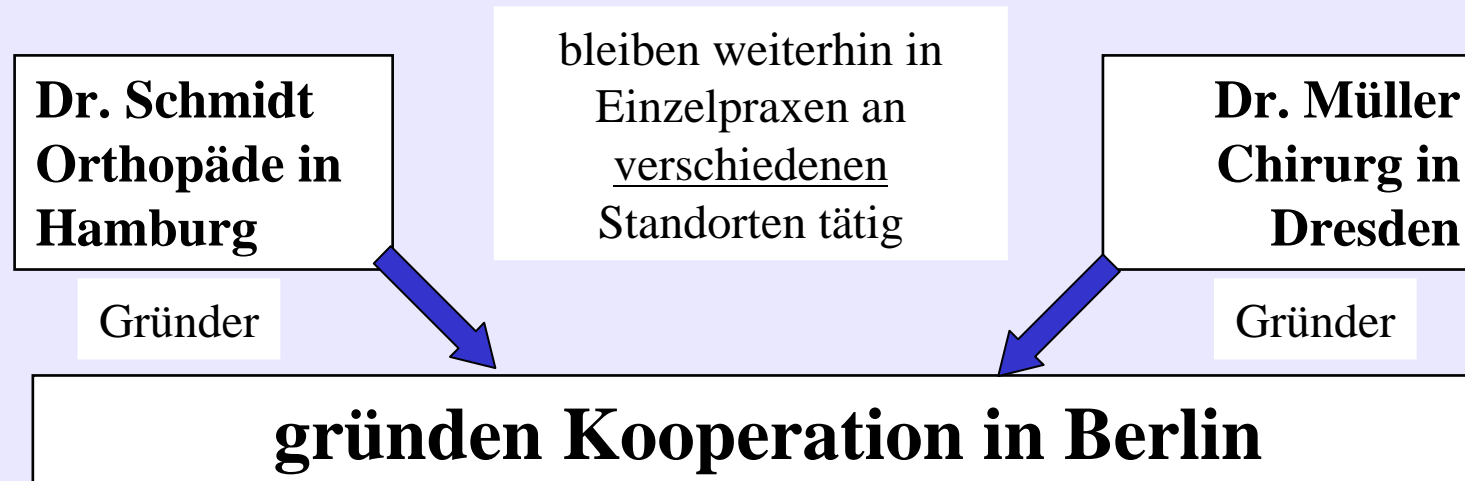 Dr. Schmidt
Orthopäde in
Hamburg
bleiben weiterhin in
Einzelpraxen an
verschiedenen
Standorten tätig
Dr. Müller
Chirurg in
Dresden
Gründer
Gründer
gründen Kooperation in Berlin